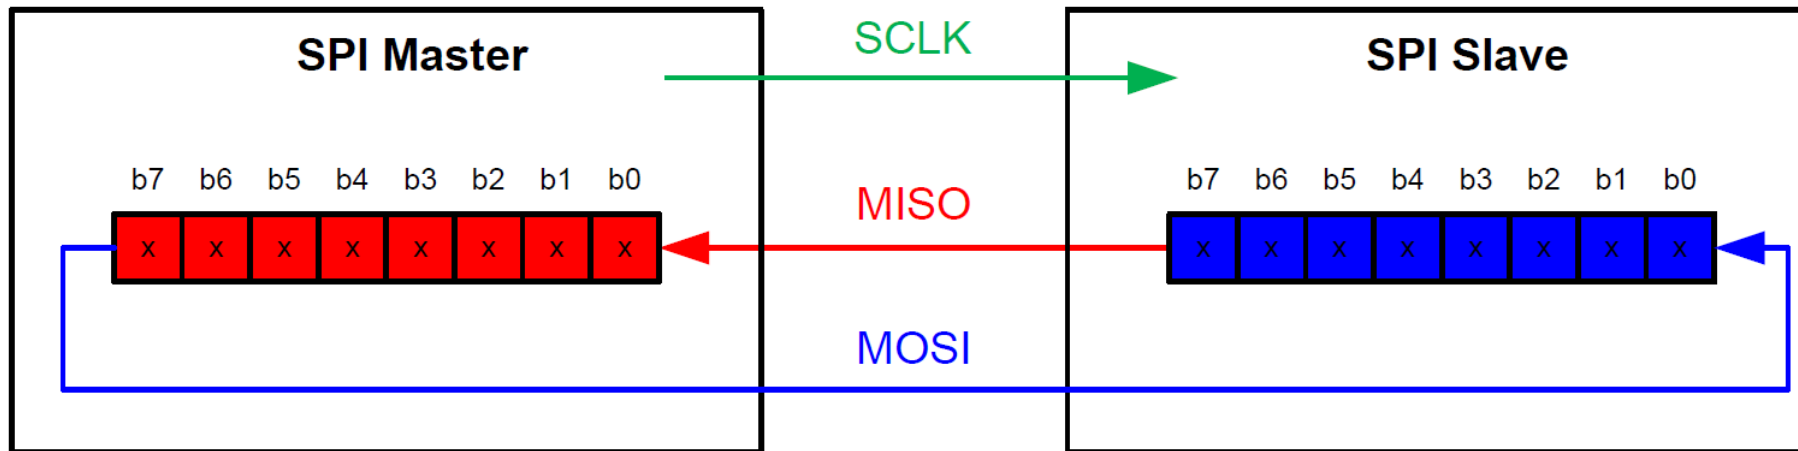 SPI Master
SCLK
SPI Slave
b7 b6 b5 b4 b3 b2 b1 b0
MISO
b7 b6 b5 b4 b3 b2 b1 b0
x x x x x x x x
x x x x x x x x
MOSI